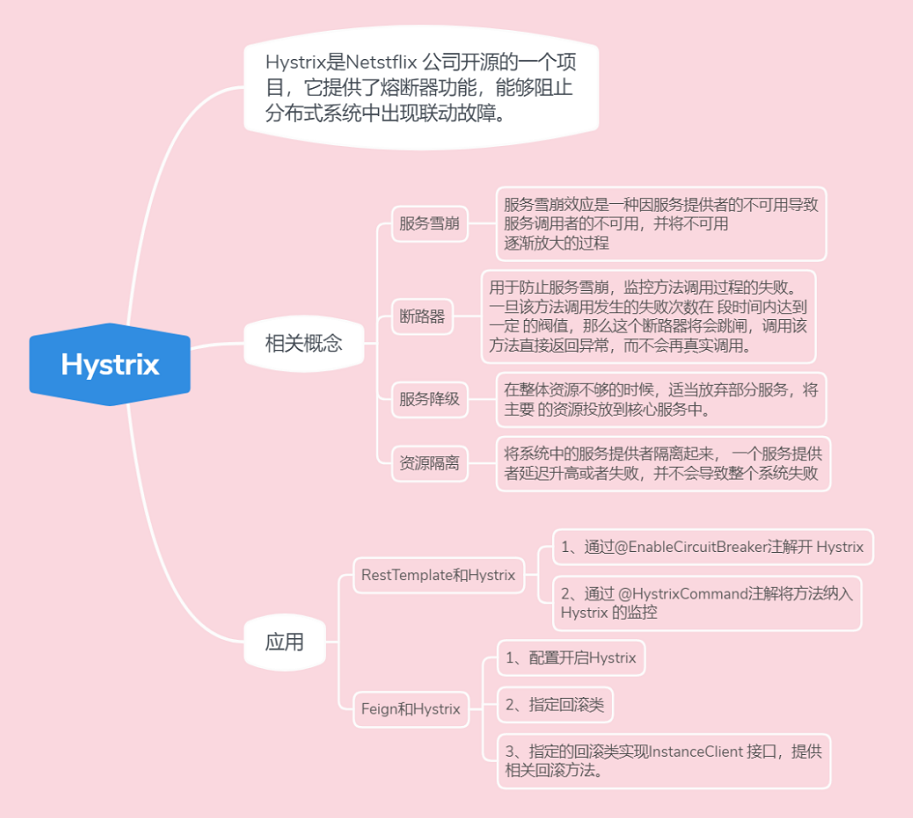 Hystrix是Netstflix 公司开源的一个项
目，它提供了熔断器功能，能够阻止
分布式系统中出现联动故障。
Hystrix
相关概念
服务雪崩
服务雪崩效应是一种因服务提供者的不可用导致
服务调用者的不可用，并将不可用
逐渐放大的过程
断路器
用于防止服务雪崩，监控方法调用过程的失败。
一旦该方法调用发生的失败次数在 段时间内达到
一定 的阀值，那么这个断路器将会跳闸，调用该
方法直接返回异常，而不会再真实调用。
服务降级
在整体资源不够的时候，适当放弃部分服务，将
主要 的资源投放到核心服务中。
资源隔离
将系统中的服务提供者隔离起来， 一个服务提供
者延迟升高或者失败，并不会导致整个系统失败
应用
RestTemplate和Hystrix
1、通过@EnableCircuitBreaker注解开 Hystrix
2、通过 @HystrixCommand注解将方法纳入
Hystrix 的监控
Feign和Hystrix
1、配置开启Hystrix
2、指定回滚类
3、指定的回滚类实现InstanceClient 接口，提供
相关回滚方法。